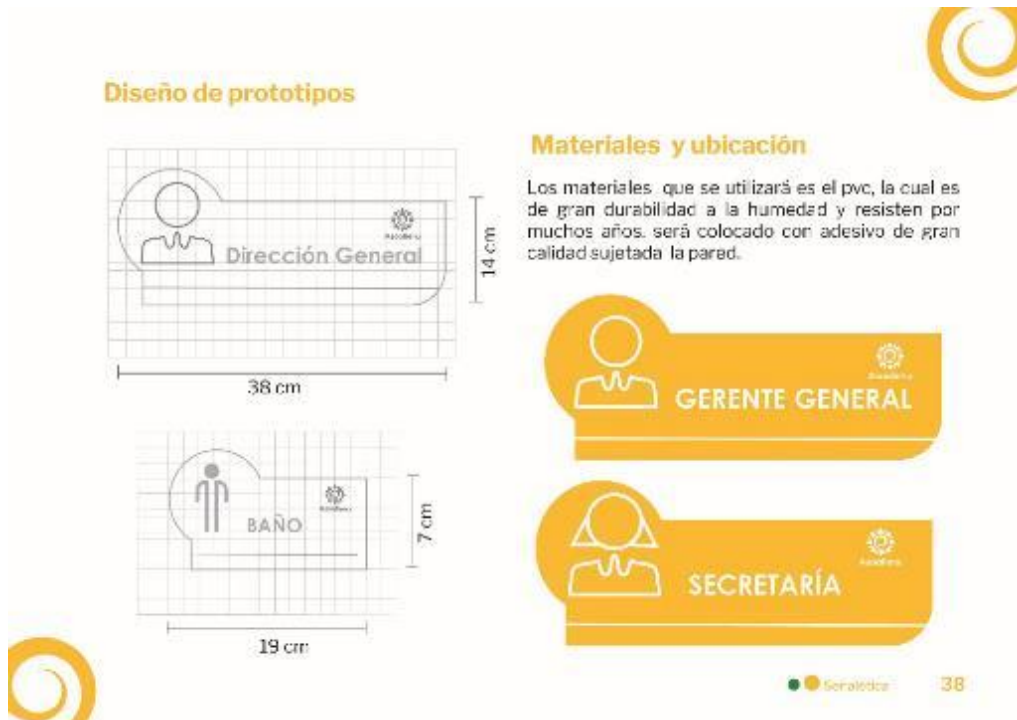 Diseño de prototipos
Dirección General
14 cm
38 cm
BAÑO
7 cm
19 cm
Materiales y ubicación
Los materiales que se utilizará es el pvc, la cual es
de gran durabilidad a la humedad y resisten por
muchos años. será colocado con adesivo de gran
calidad sujetada la pared.
GERENTE GENERAL
SECRETARÍA
Señalética
38